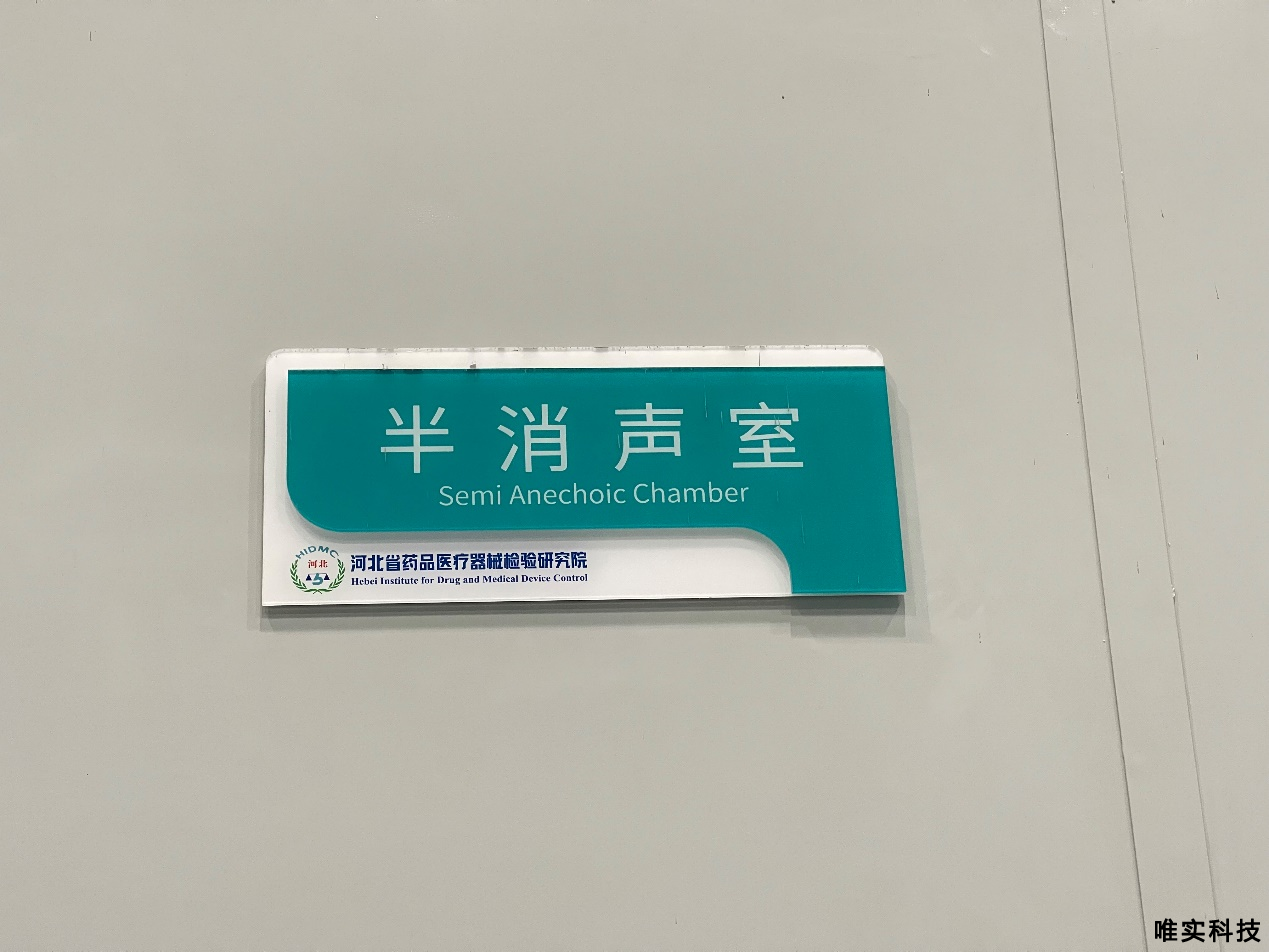 半消声室
Semi Anechoic Chamber
HIDMC
河北
河北省药品医疗器械检验研究院
Hebei Institute for Drug and Medical Device Control
唯实科技